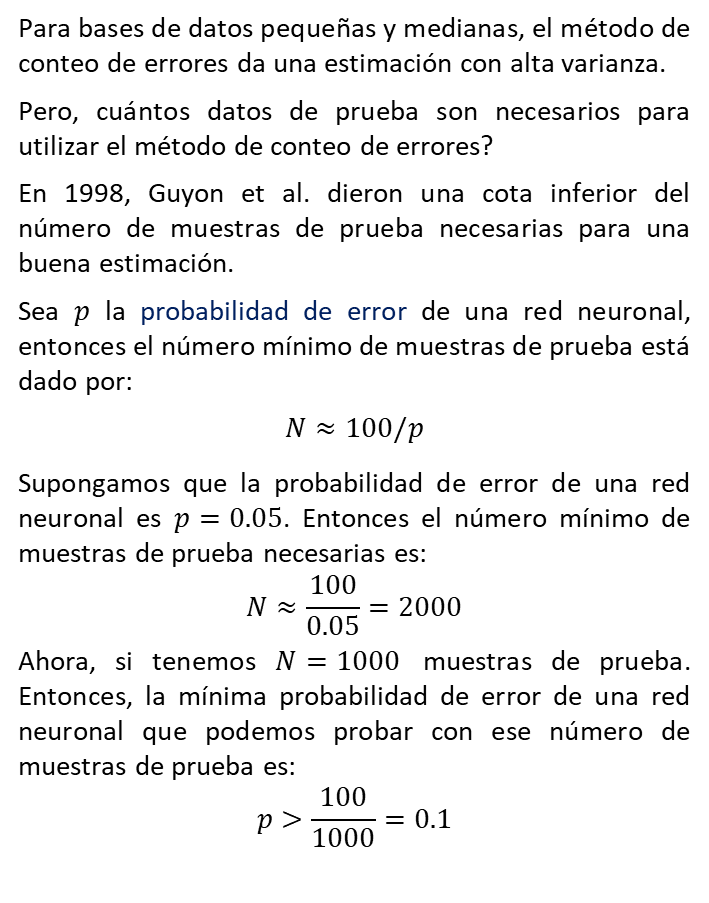 Para bases de datos pequeñas y medianas, el método de
conteo de errores da una estimación con alta varianza.
Pero, cuántos datos de prueba son necesarios para
utilizar el método de conteo de errores?
En 1998, Guyon et al. dieron una cota inferior del
número de muestras de prueba necesarias para una
buena estimación.
Sea p la probabilidad de error de una red neuronal,
entonces el número mínimo de muestras de prueba está
dado por:
N ≈ 100/p
Supongamos que la probabilidad de error de una red
neuronal es p = 0.05. Entonces el número mínimo de
muestras de prueba necesarias es:
N ≈ 100/0.05 = 2000
Ahora, si tenemos N = 1000 muestras de prueba.
Entonces, la mínima probabilidad de error de una red
neuronal que podemos probar con ese número de
muestras de prueba es:
p > 100/1000 = 0.1